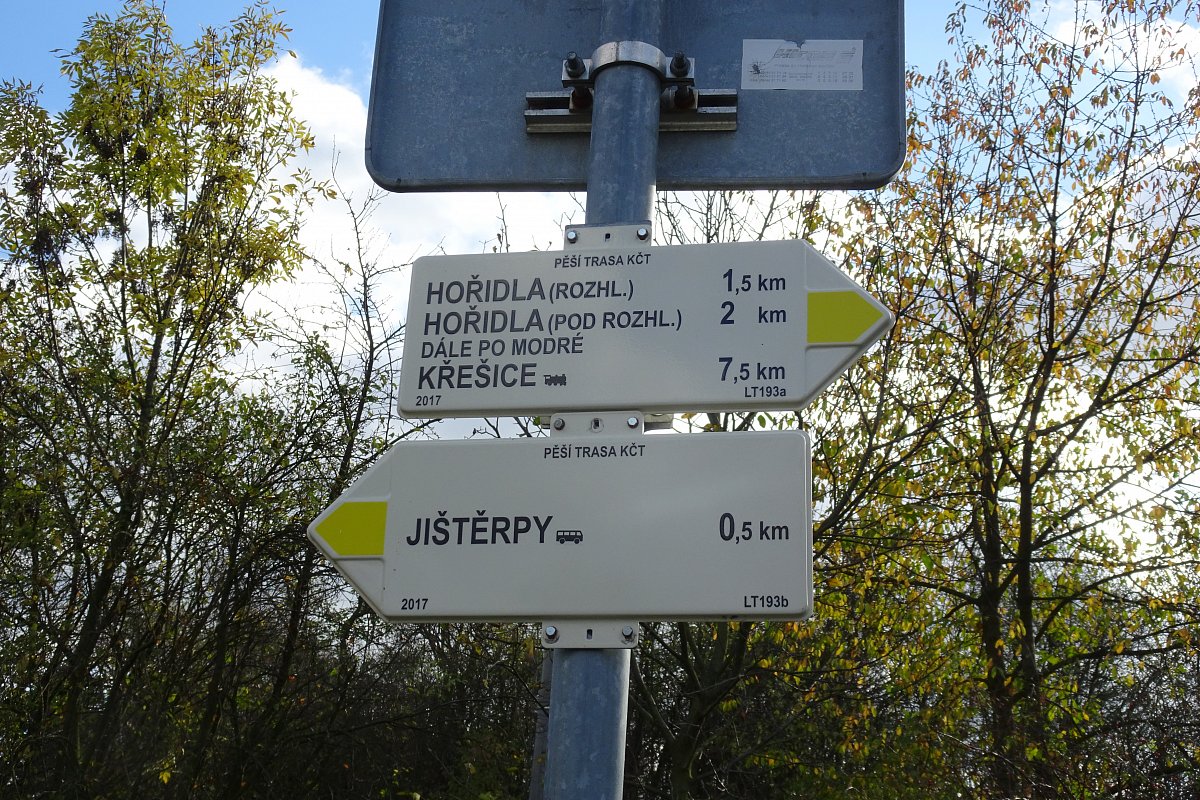 PĚŠÍ TRASA KČT
HOŘIDLA (ROZHL.) 1,5 km
HOŘIDLA (POD ROZHL.) 2 km
DÁLE PO MODRÉ
KŘEŠICE 7,5 km
2017 LT193a
PĚŠÍ TRASA KČT
JIŠTĚRPY 0,5 km
2017 LT193b